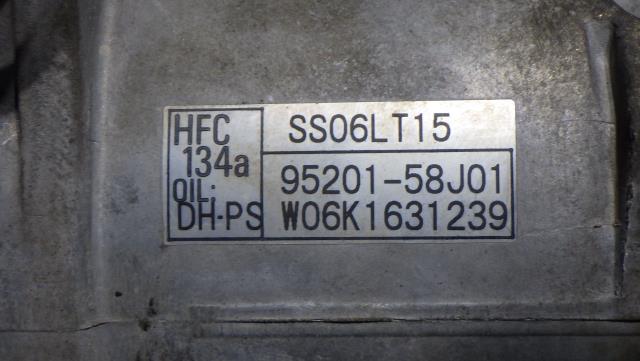 HFC
134a
OIL:
DH-PS
SS06LT15
95201-58J01
W06K1631239